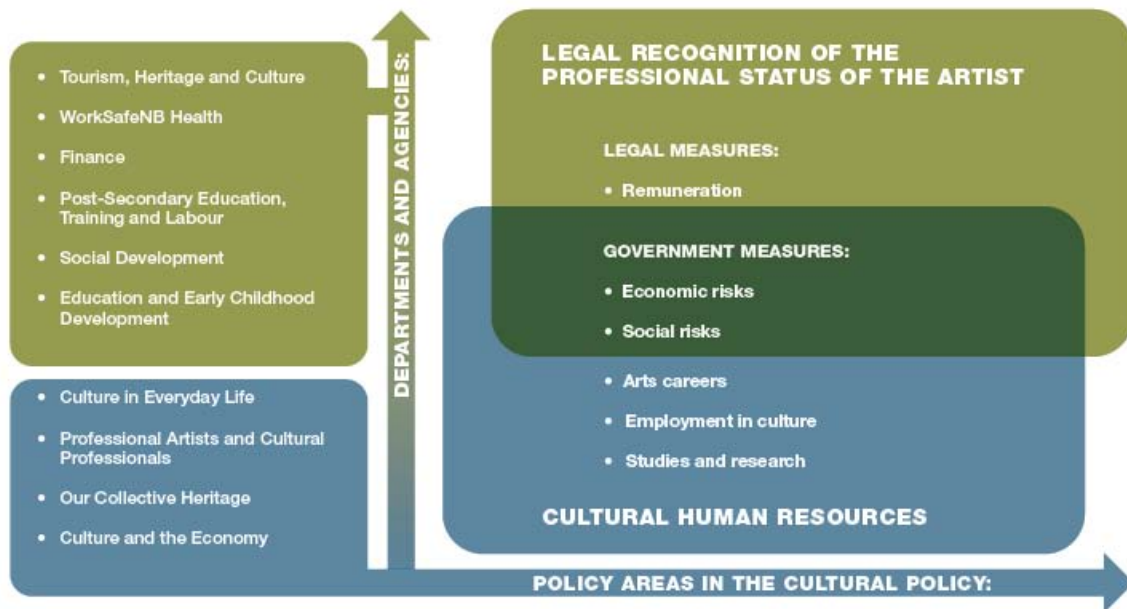 • Tourism, Heritage and Culture
• WorkSafeNB Health
• Finance
• Post-Secondary Education,
Training and Labour
• Social Development
• Education and Early Childhood
Development
• Culture in Everyday Life
• Professional Artists and Cultural
Professionals
• Our Collective Heritage
• Culture and the Economy
DEPARTMENTS AND AGENCIES:
LEGAL RECOGNITION OF THE
PROFESSIONAL STATUS OF THE ARTIST
LEGAL MEASURES:
• Remuneration
GOVERNMENT MEASURES:
• Economic risks
• Social risks
• Arts careers
• Employment in culture
• Studies and research
CULTURAL HUMAN RESOURCES
POLICY AREAS IN THE CULTURAL POLICY: